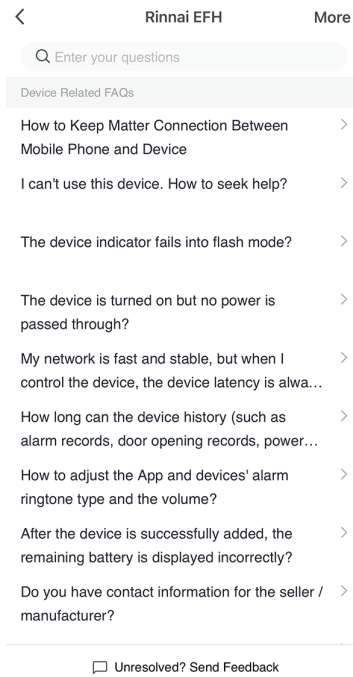 Rinnai EFH
More
Enter your questions
Device Related FAQs
How to Keep Matter Connection Between
Mobile Phone and Device
I can't use this device. How to seek help?
The device indicator fails into flash mode?
The device is turned on but no power is
passed through?
My network is fast and stable, but when I
control the device, the device latency is alwa...
How long can the device history (such as
alarm records, door opening records, power...
How to adjust the App and devices' alarm
ringtone type and the volume?
After the device is successfully added, the
remaining battery is displayed incorrectly?
Do you have contact information for the seller /
manufacturer?
Unresolved? Send Feedback